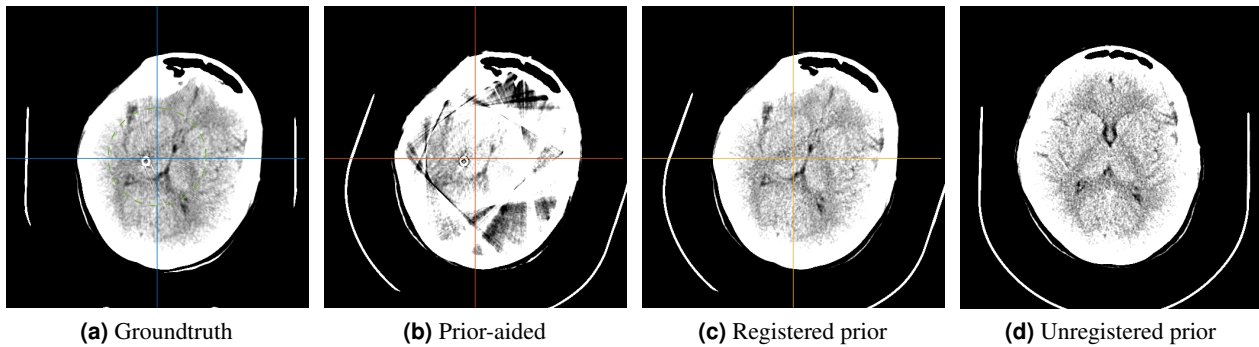 (a) Groundtruth
(b) Prior-aided
(c) Registered prior
(d) Unregistered prior